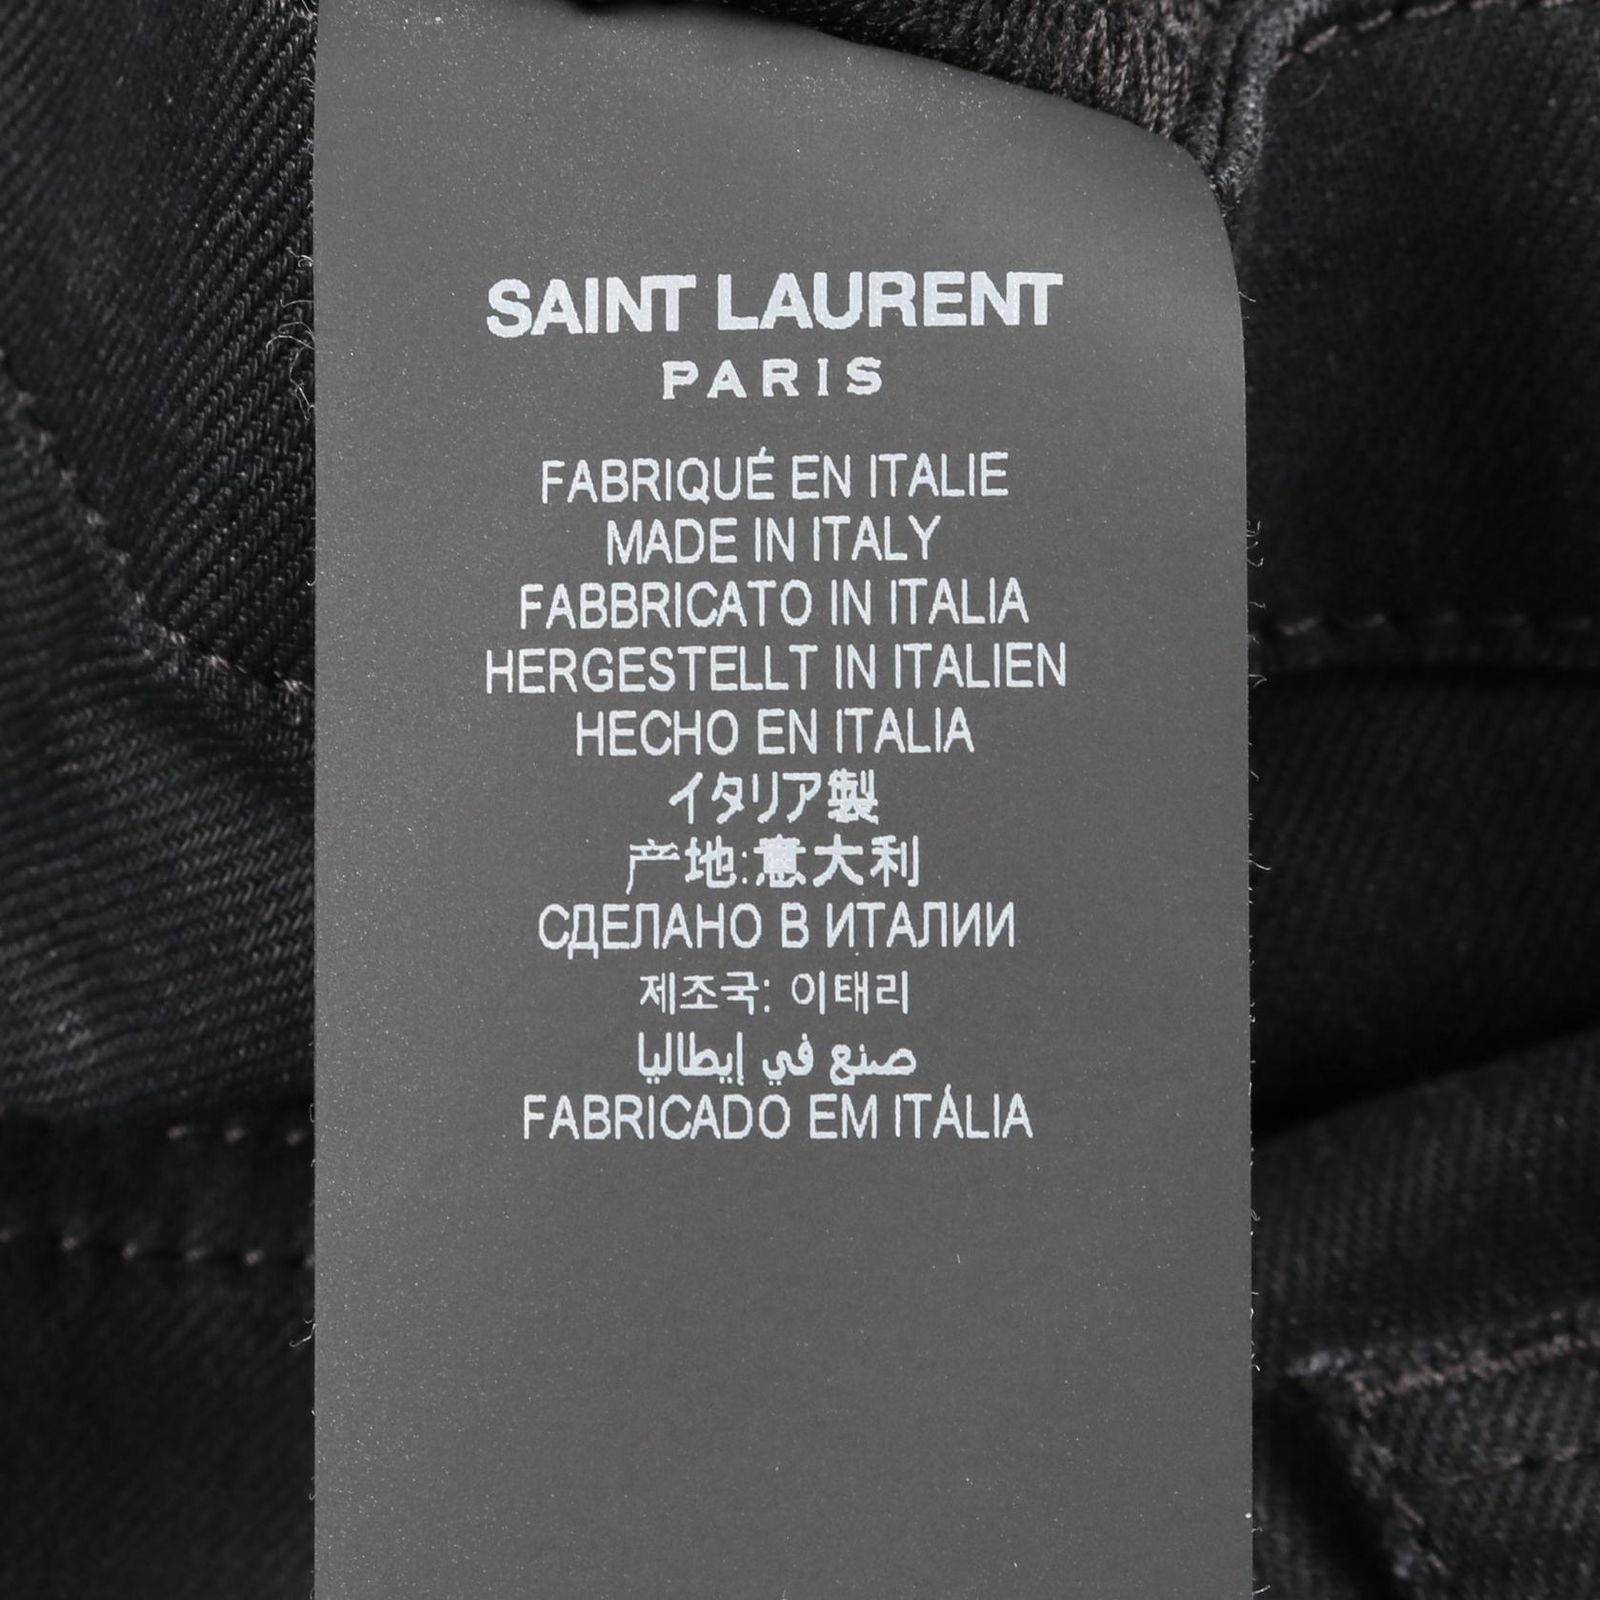 SAINT LAURENT
PARIS
FABRIQUÉ EN ITALIE
MADE IN ITALY
FABBRICATO IN ITALIA
HERGESTELLT IN ITALIEN
HECHO EN ITALIA
イタリア製
产地:意大利
СДЕЛАНО В ИТАЛИИ
제조국: 이태리
صنع في إيطاليا
FABRICADO EM ITÁLIA